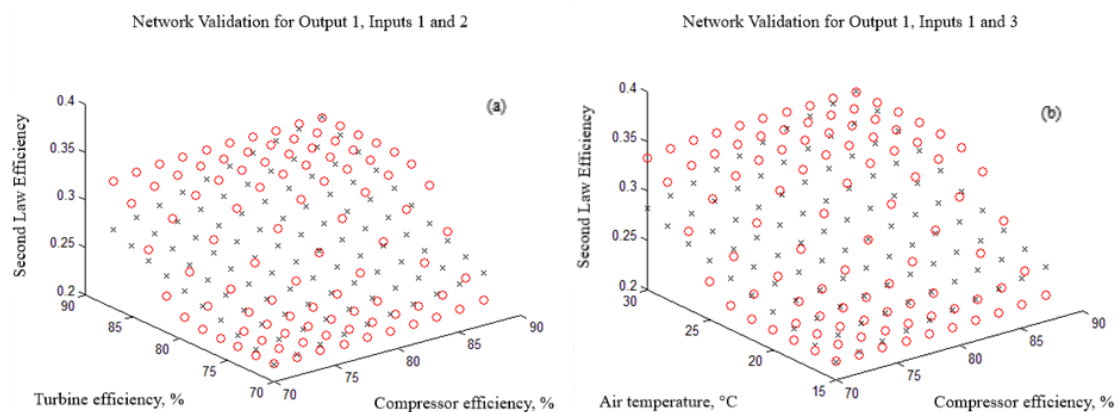 Network Validation for Output 1, Inputs 1 and 2
(a)
Second Law Efficiency
0.4
0.35
0.3
0.25
0.2
90
85
80
75
70
70
75
80
85
90
Turbine efficiency, %
Compressor efficiency, %
Network Validation for Output 1, Inputs 1 and 3
(b)
Second Law Efficiency
0.4
0.35
0.3
0.25
0.2
30
25
20
15
70
75
80
85
90
Air temperature, °C
Compressor efficiency, %